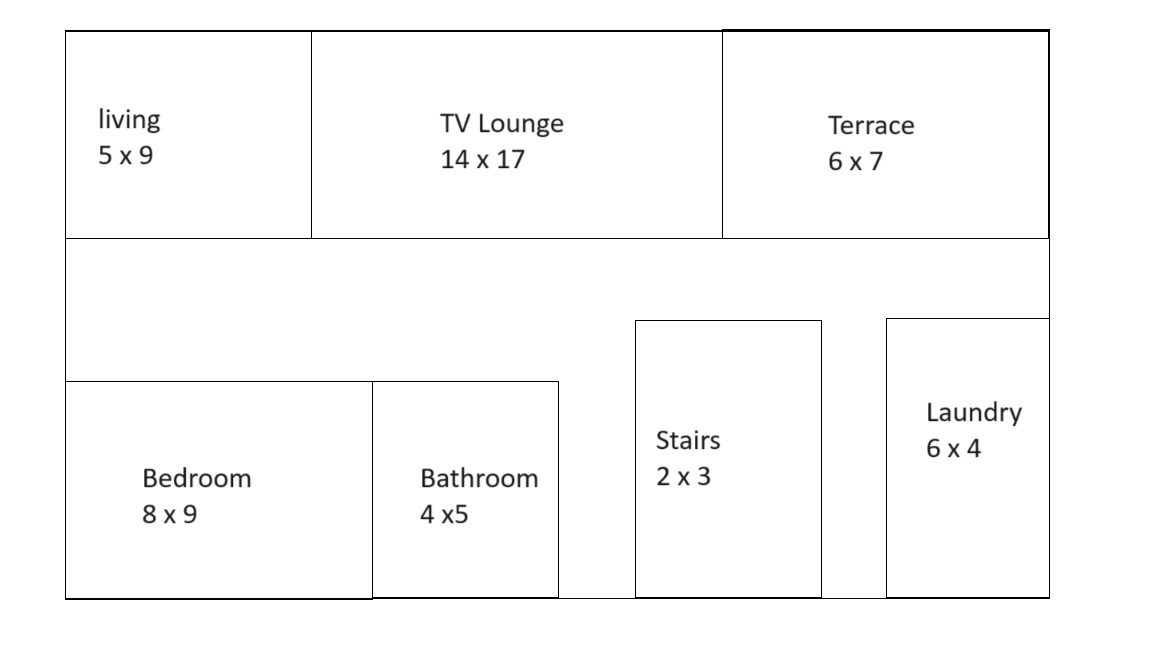 living
5 x 9
TV Lounge
14 x 17
Terrace
6 x 7
Bedroom
8 x 9
Bathroom
4 x5
Stairs
2 x 3
Laundry
6 x 4